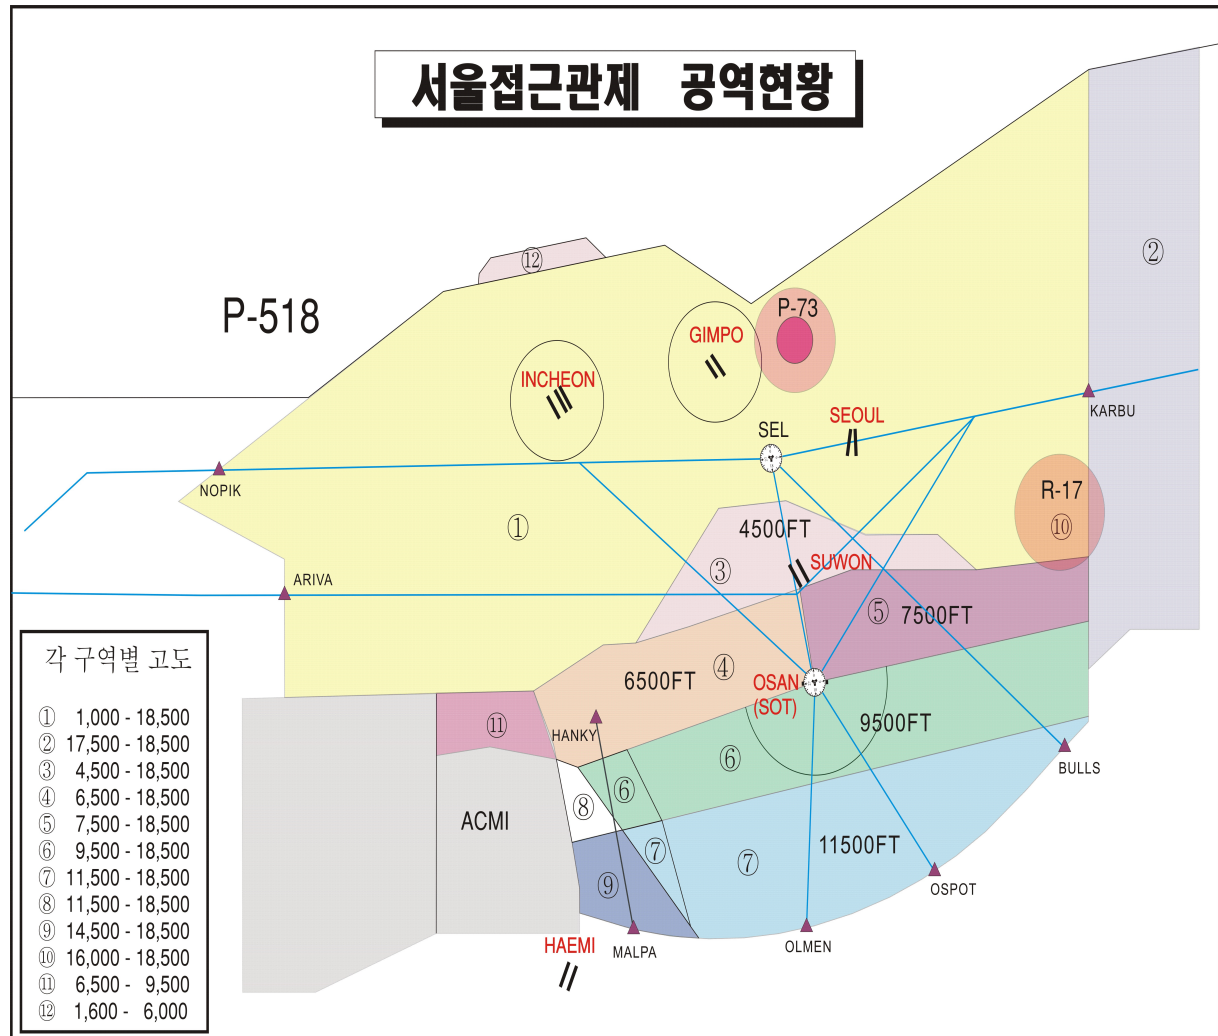 서울접근관제 공역현황
⑫
②
P-518
P-73
GIMPO
INCHEON
SEOUL
KARBU
SEL
NOPIK
R-17
⑩
①
4500FT
SUWON
③
ARIVA
⑤
7500FT
④
6500FT
OSAN
(SOT)
⑪
HANKY
9500FT
⑥
BULLS
⑥
⑧
ACMI
11500FT
⑦
⑦
⑨
OSPOT
HAEMI
MALPA
OLMEN
각 구역별 고도
① 1,000 - 18,500
② 17,500 - 18,500
③ 4,500 - 18,500
④ 6,500 - 18,500
⑤ 7,500 - 18,500
⑥ 9,500 - 18,500
⑦ 11,500 - 18,500
⑧ 11,500 - 18,500
⑨ 14,500 - 18,500
⑩ 16,000 - 18,500
⑪ 6,500 - 9,500
⑫ 1,600 - 6,000